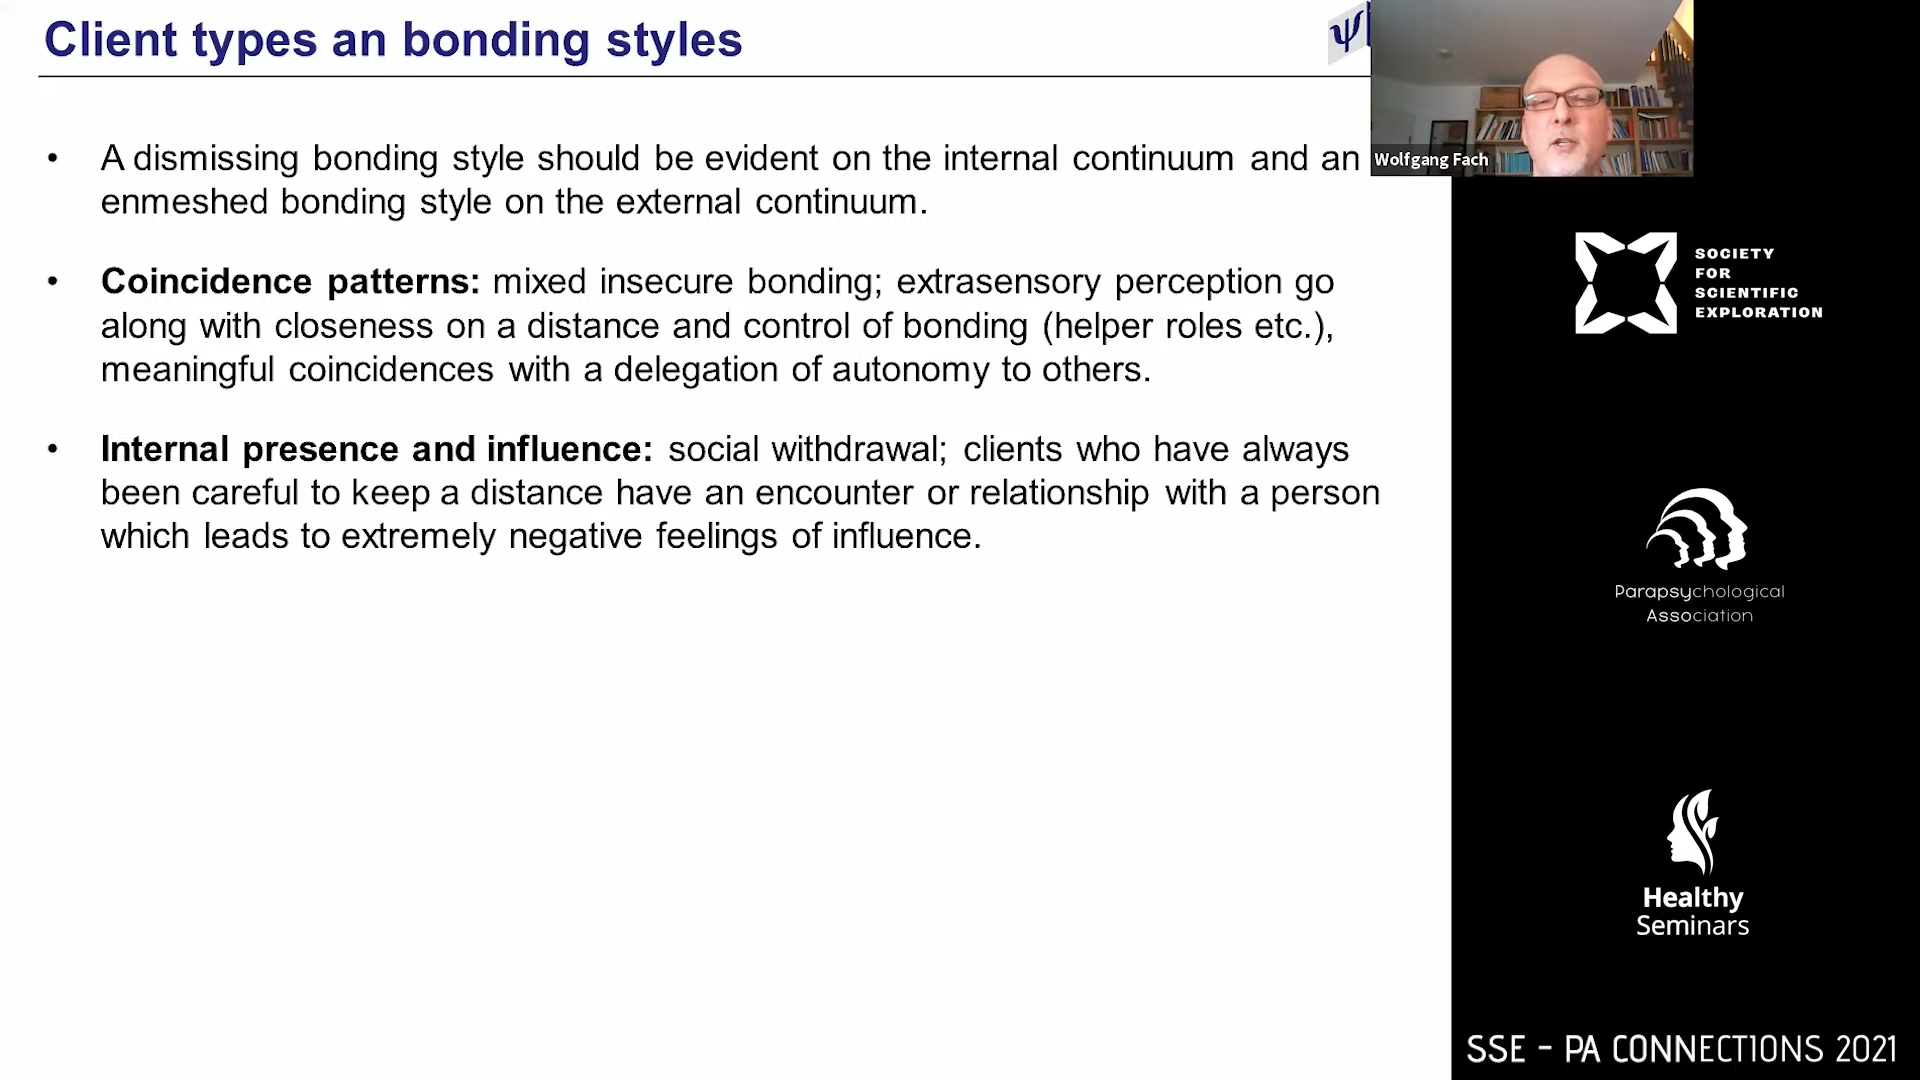 Client types an bonding styles
• A dismissing bonding style should be evident on the internal continuum and an
enmeshed bonding style on the external continuum.
• Coincidence patterns: mixed insecure bonding; extrasensory perception go
along with closeness on a distance and control of bonding (helper roles etc.),
meaningful coincidences with a delegation of autonomy to others.
• Internal presence and influence: social withdrawal; clients who have always
been careful to keep a distance have an encounter or relationship with a person
which leads to extremely negative feelings of influence.
ψ
Wolfgang Fach
SOCIETY
FOR
SCIENTIFIC
EXPLORATION
Parapsychological
Association
Healthy
Seminars
SSE - PA CONNECTIONS 2021